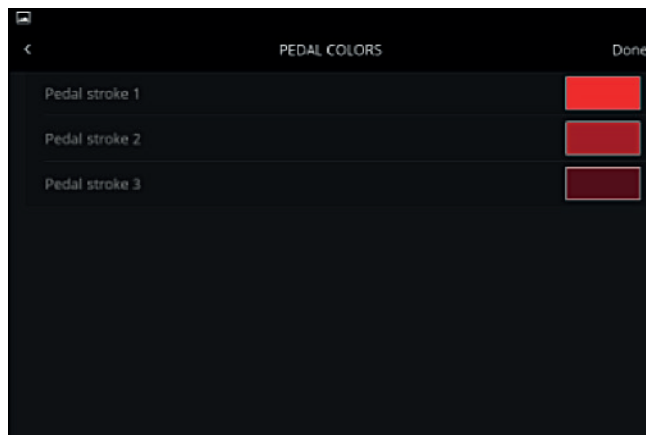 PEDAL COLORS
Done
Pedal stroke 1
Pedal stroke 2
Pedal stroke 3